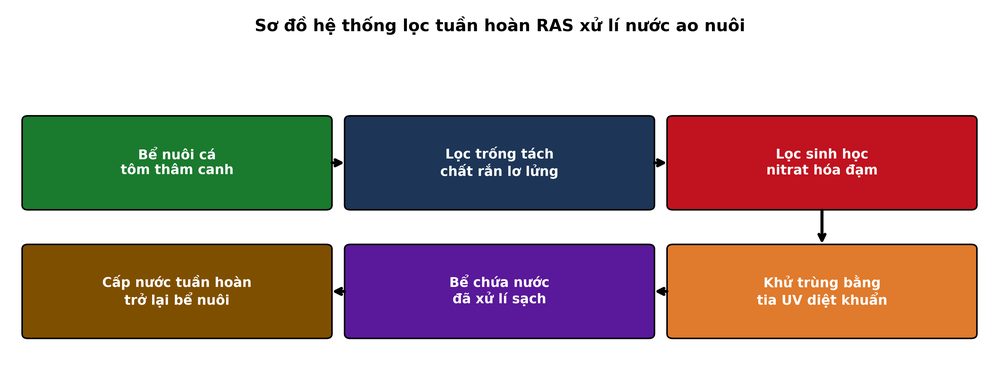 Sơ đồ hệ thống lọc tuần hoàn RAS xử lí nước ao nuôi
Bể nuôi cá
tôm thâm canh
Lọc trống tách
chất rắn lơ lửng
Lọc sinh học
nitrat hóa đạm
Cấp nước tuần hoàn
trở lại bể nuôi
Bể chứa nước
đã xử lí sạch
Khử trùng bằng
tia UV diệt khuẩn